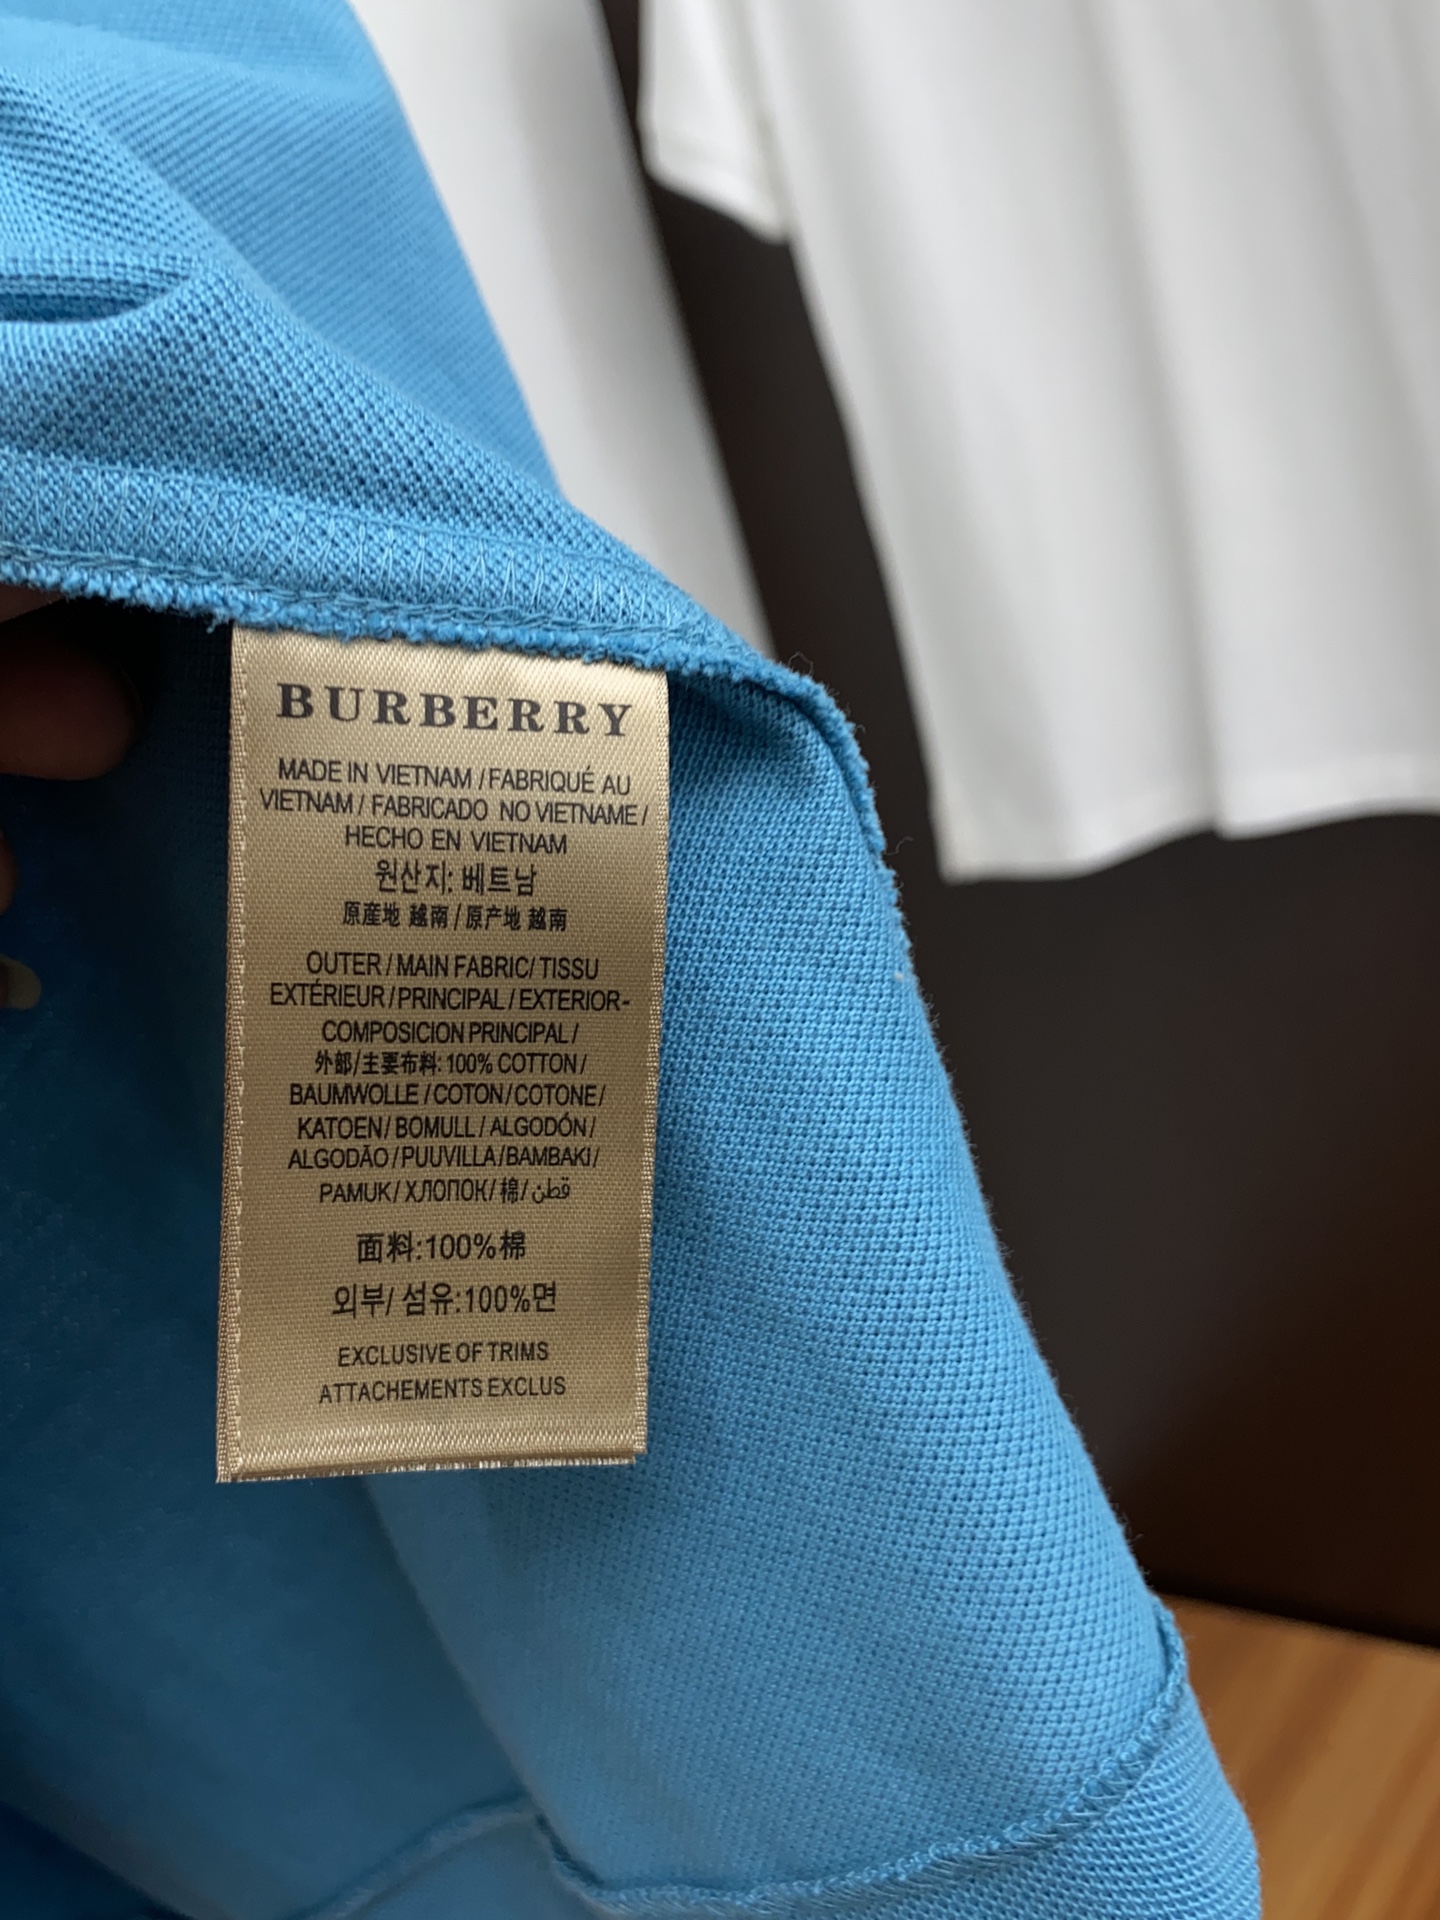 BURBERRY
MADE IN VIETNAM / FABRIQUÉ AU
VIETNAM / FABRICADO NO VIETNAME /
HECHO EN VIETNAM
원산지: 베트남
原産地 越南 / 原产地 越南
OUTER / MAIN FABRIC/ TISSU
EXTÉRIEUR / PRINCIPAL / EXTERIOR-
COMPOSICION PRINCIPAL /
外部/主要布料: 100% COTTON /
BAUMWOLLE / COTON / COTONE /
KATOEN / BOMULL / ALGODÓN /
ALGODÃO / PUUVILLA / BAMBAKI /
PAMUK / ХЛОПОК / 棉 / قطن
面料:100%棉
외부/ 섬유:100%면
EXCLUSIVE OF TRIMS
ATTACHEMENTS EXCLUS